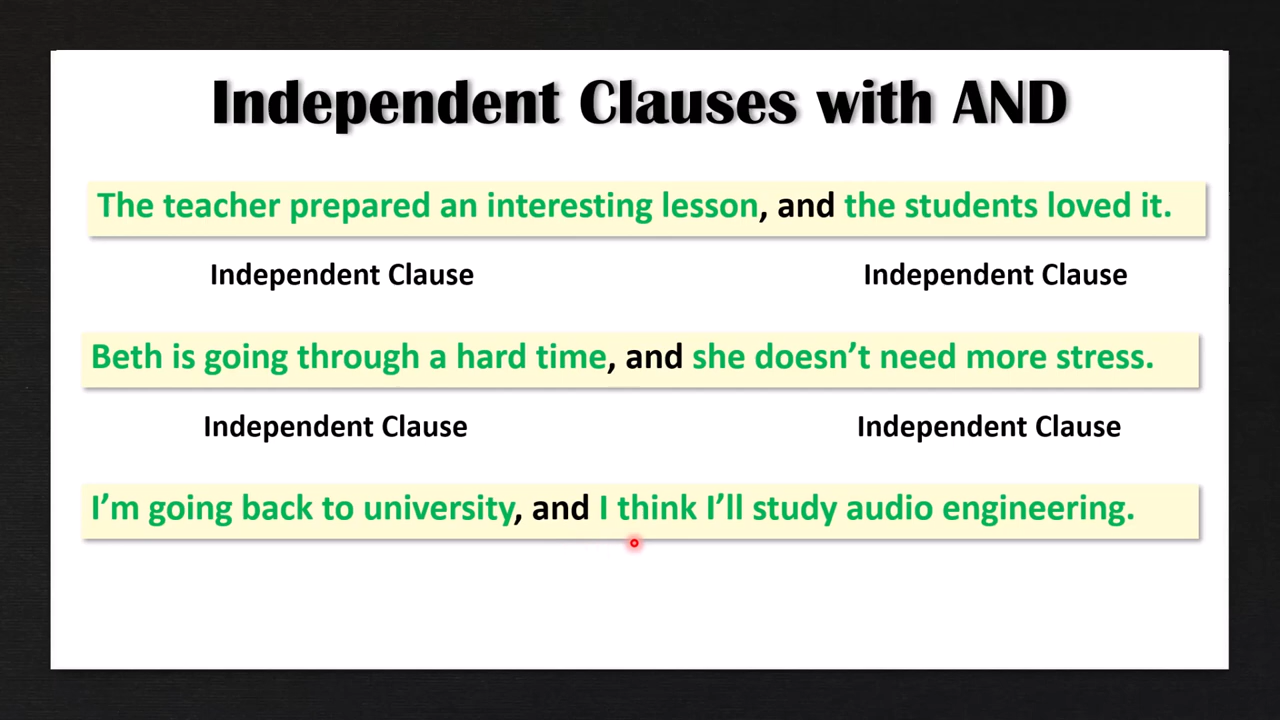 Independent Clauses with AND
The teacher prepared an interesting lesson, and the students loved it.
Independent Clause Independent Clause
Beth is going through a hard time, and she doesn’t need more stress.
Independent Clause Independent Clause
I’m going back to university, and I think I’ll study audio engineering.